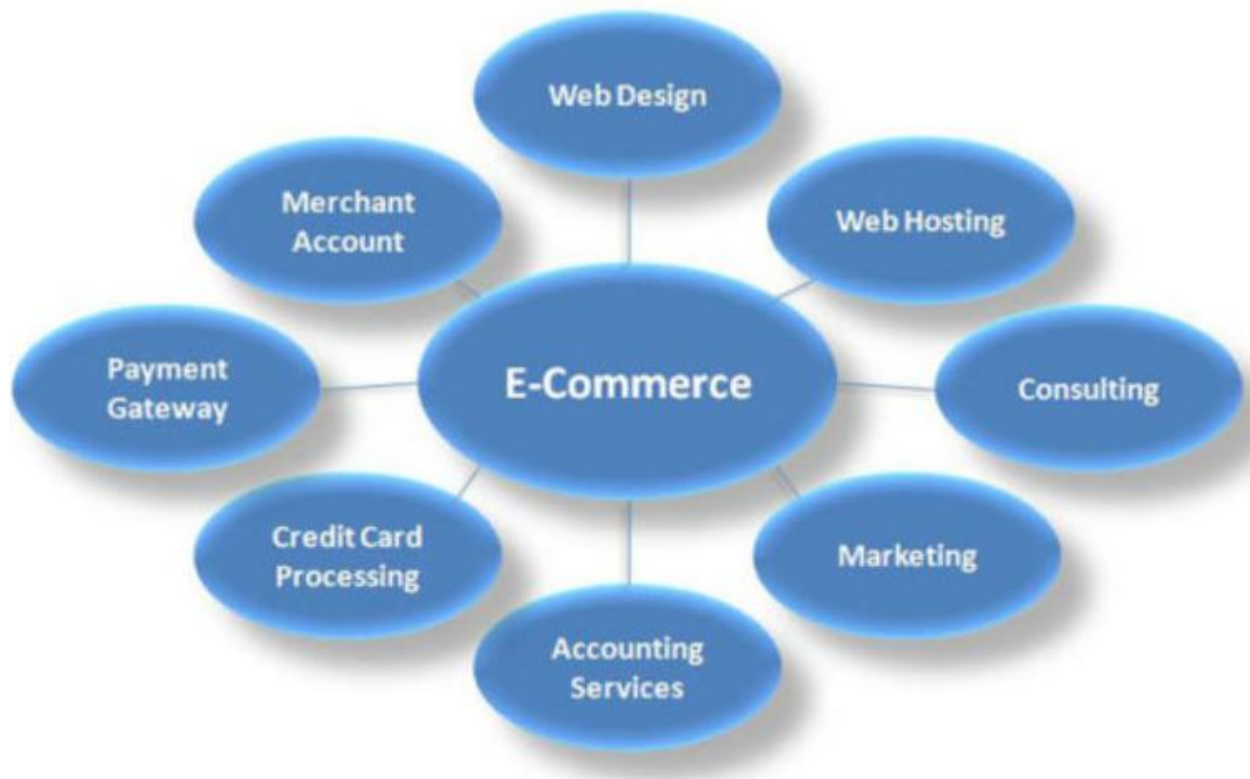 Web Design
Merchant
Account
Web Hosting
Payment
Gateway
E-Commerce
Consulting
Credit Card
Processing
Marketing
Accounting
Services